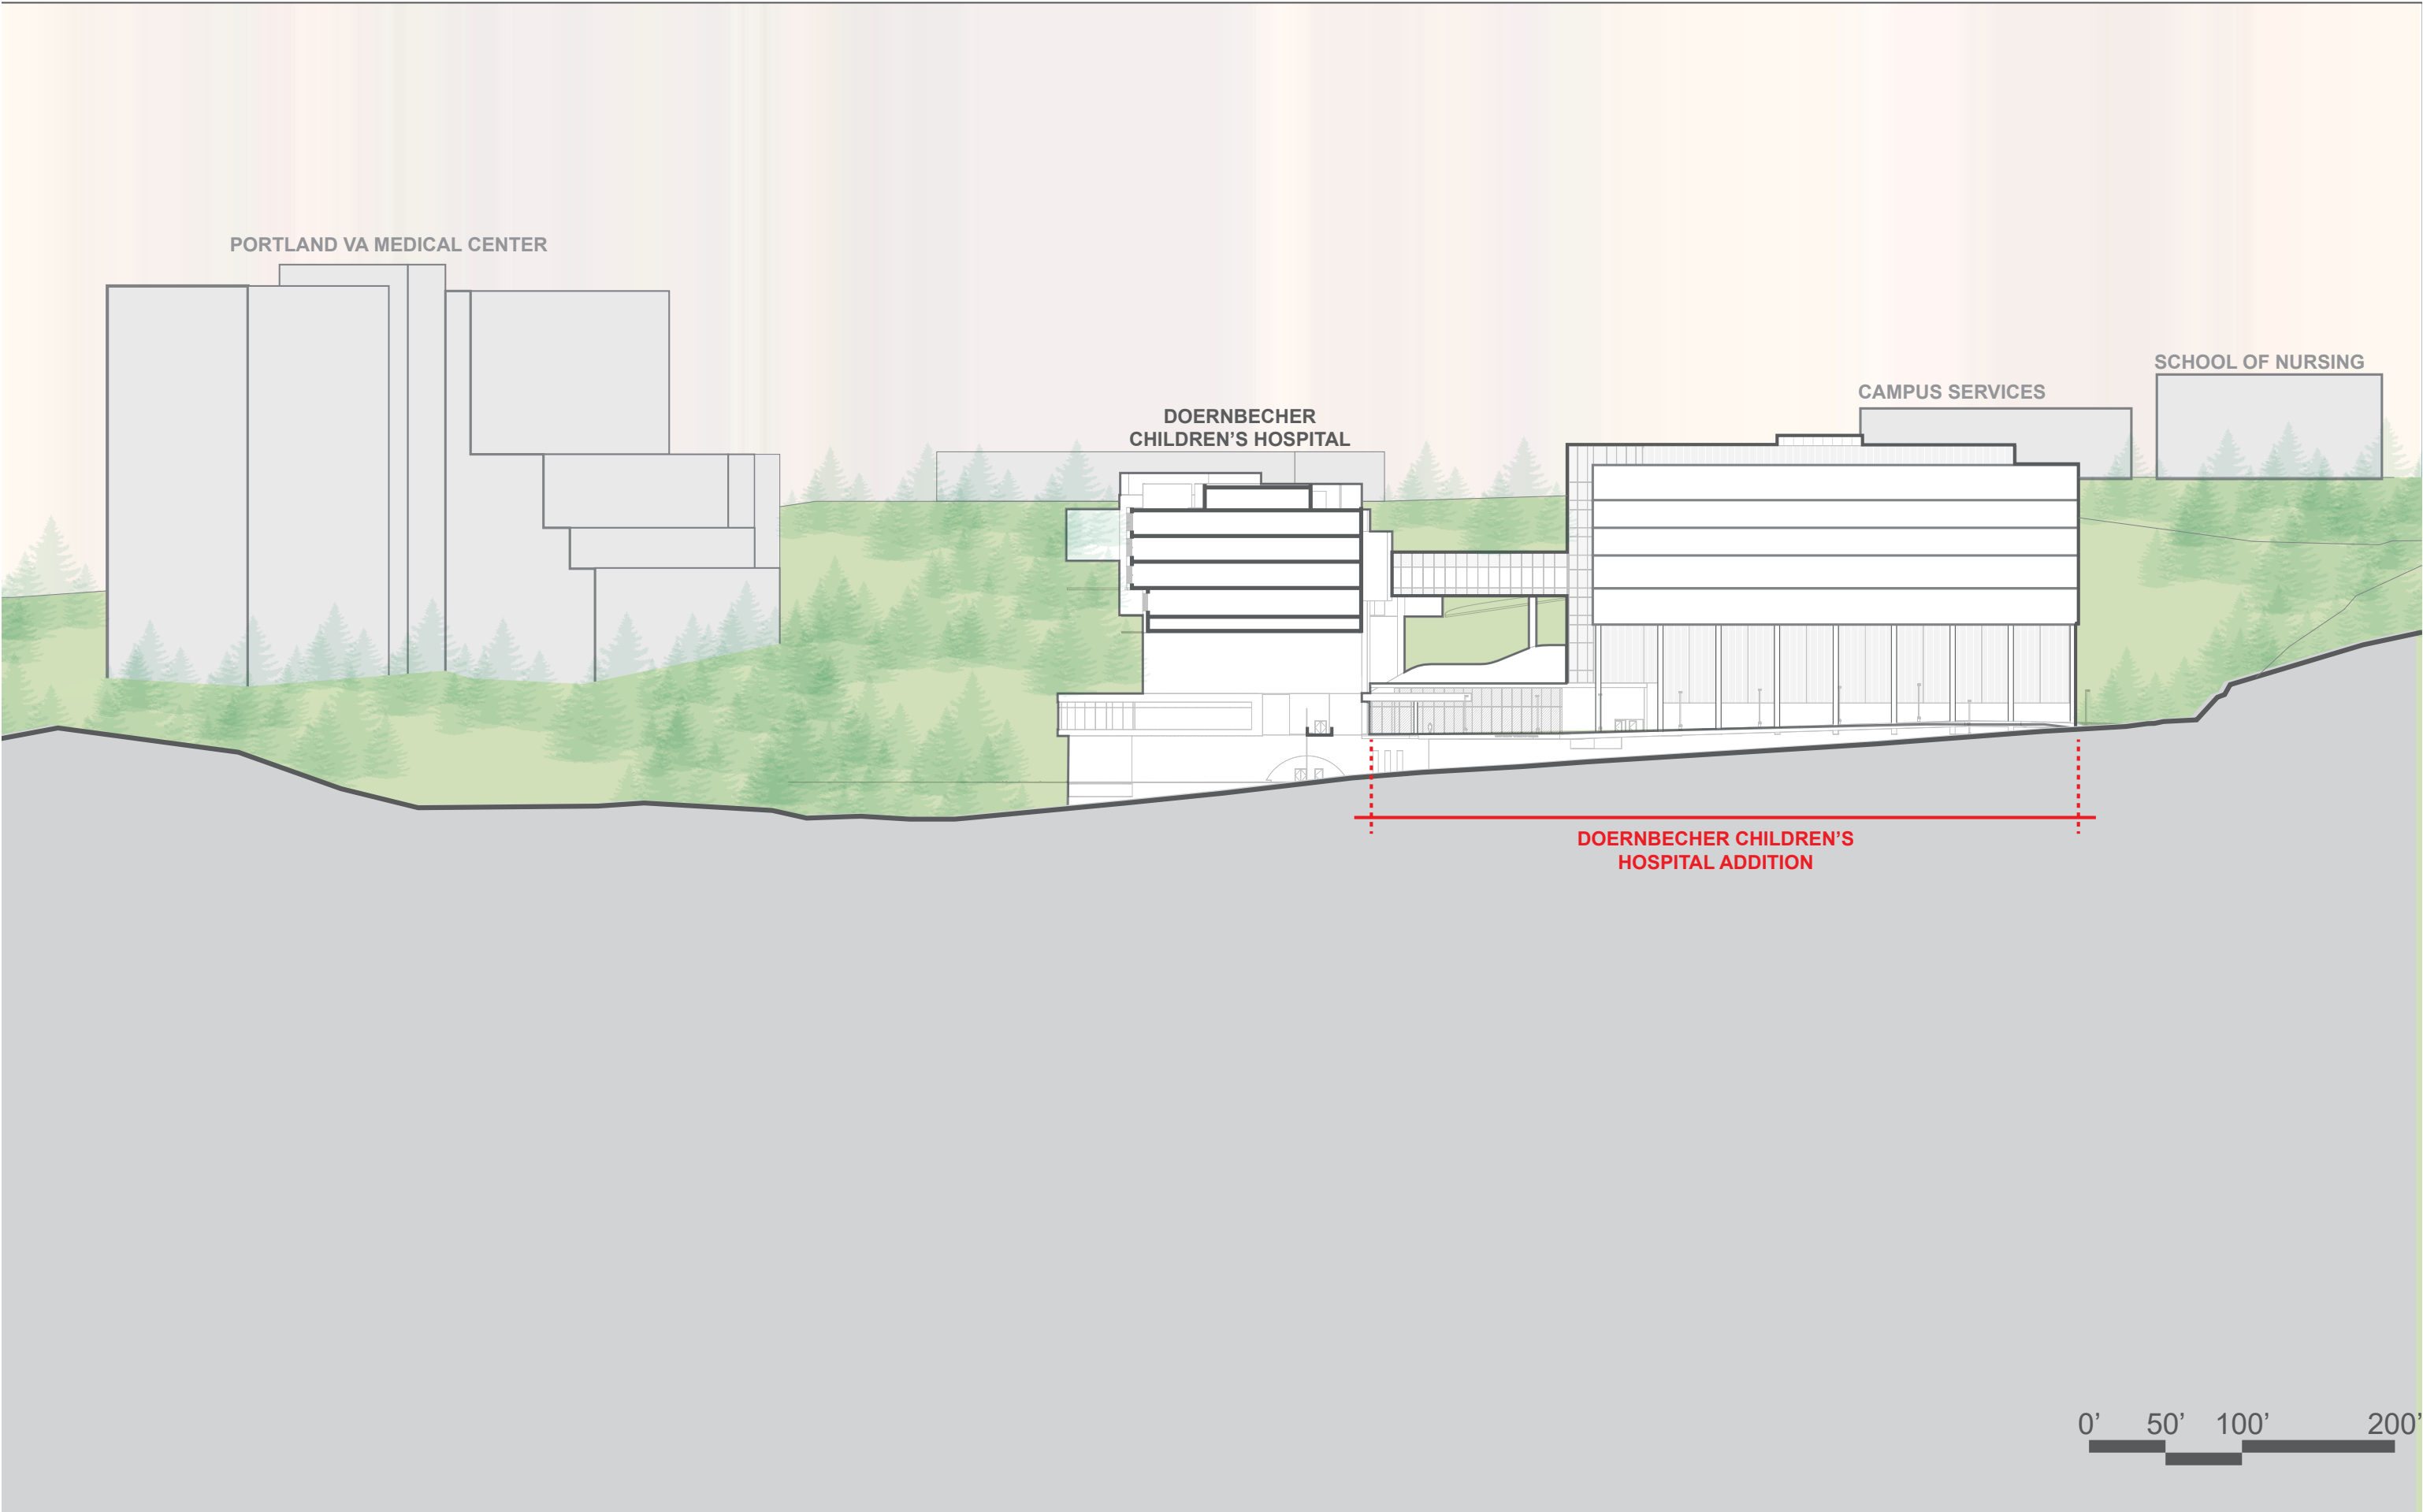 PORTLAND VA MEDICAL CENTER
SCHOOL OF NURSING
CAMPUS SERVICES
DOERNBECHER
CHILDREN’S HOSPITAL
DOERNBECHER CHILDREN’S
HOSPITAL ADDITION
0’ 50’ 100’ 200’